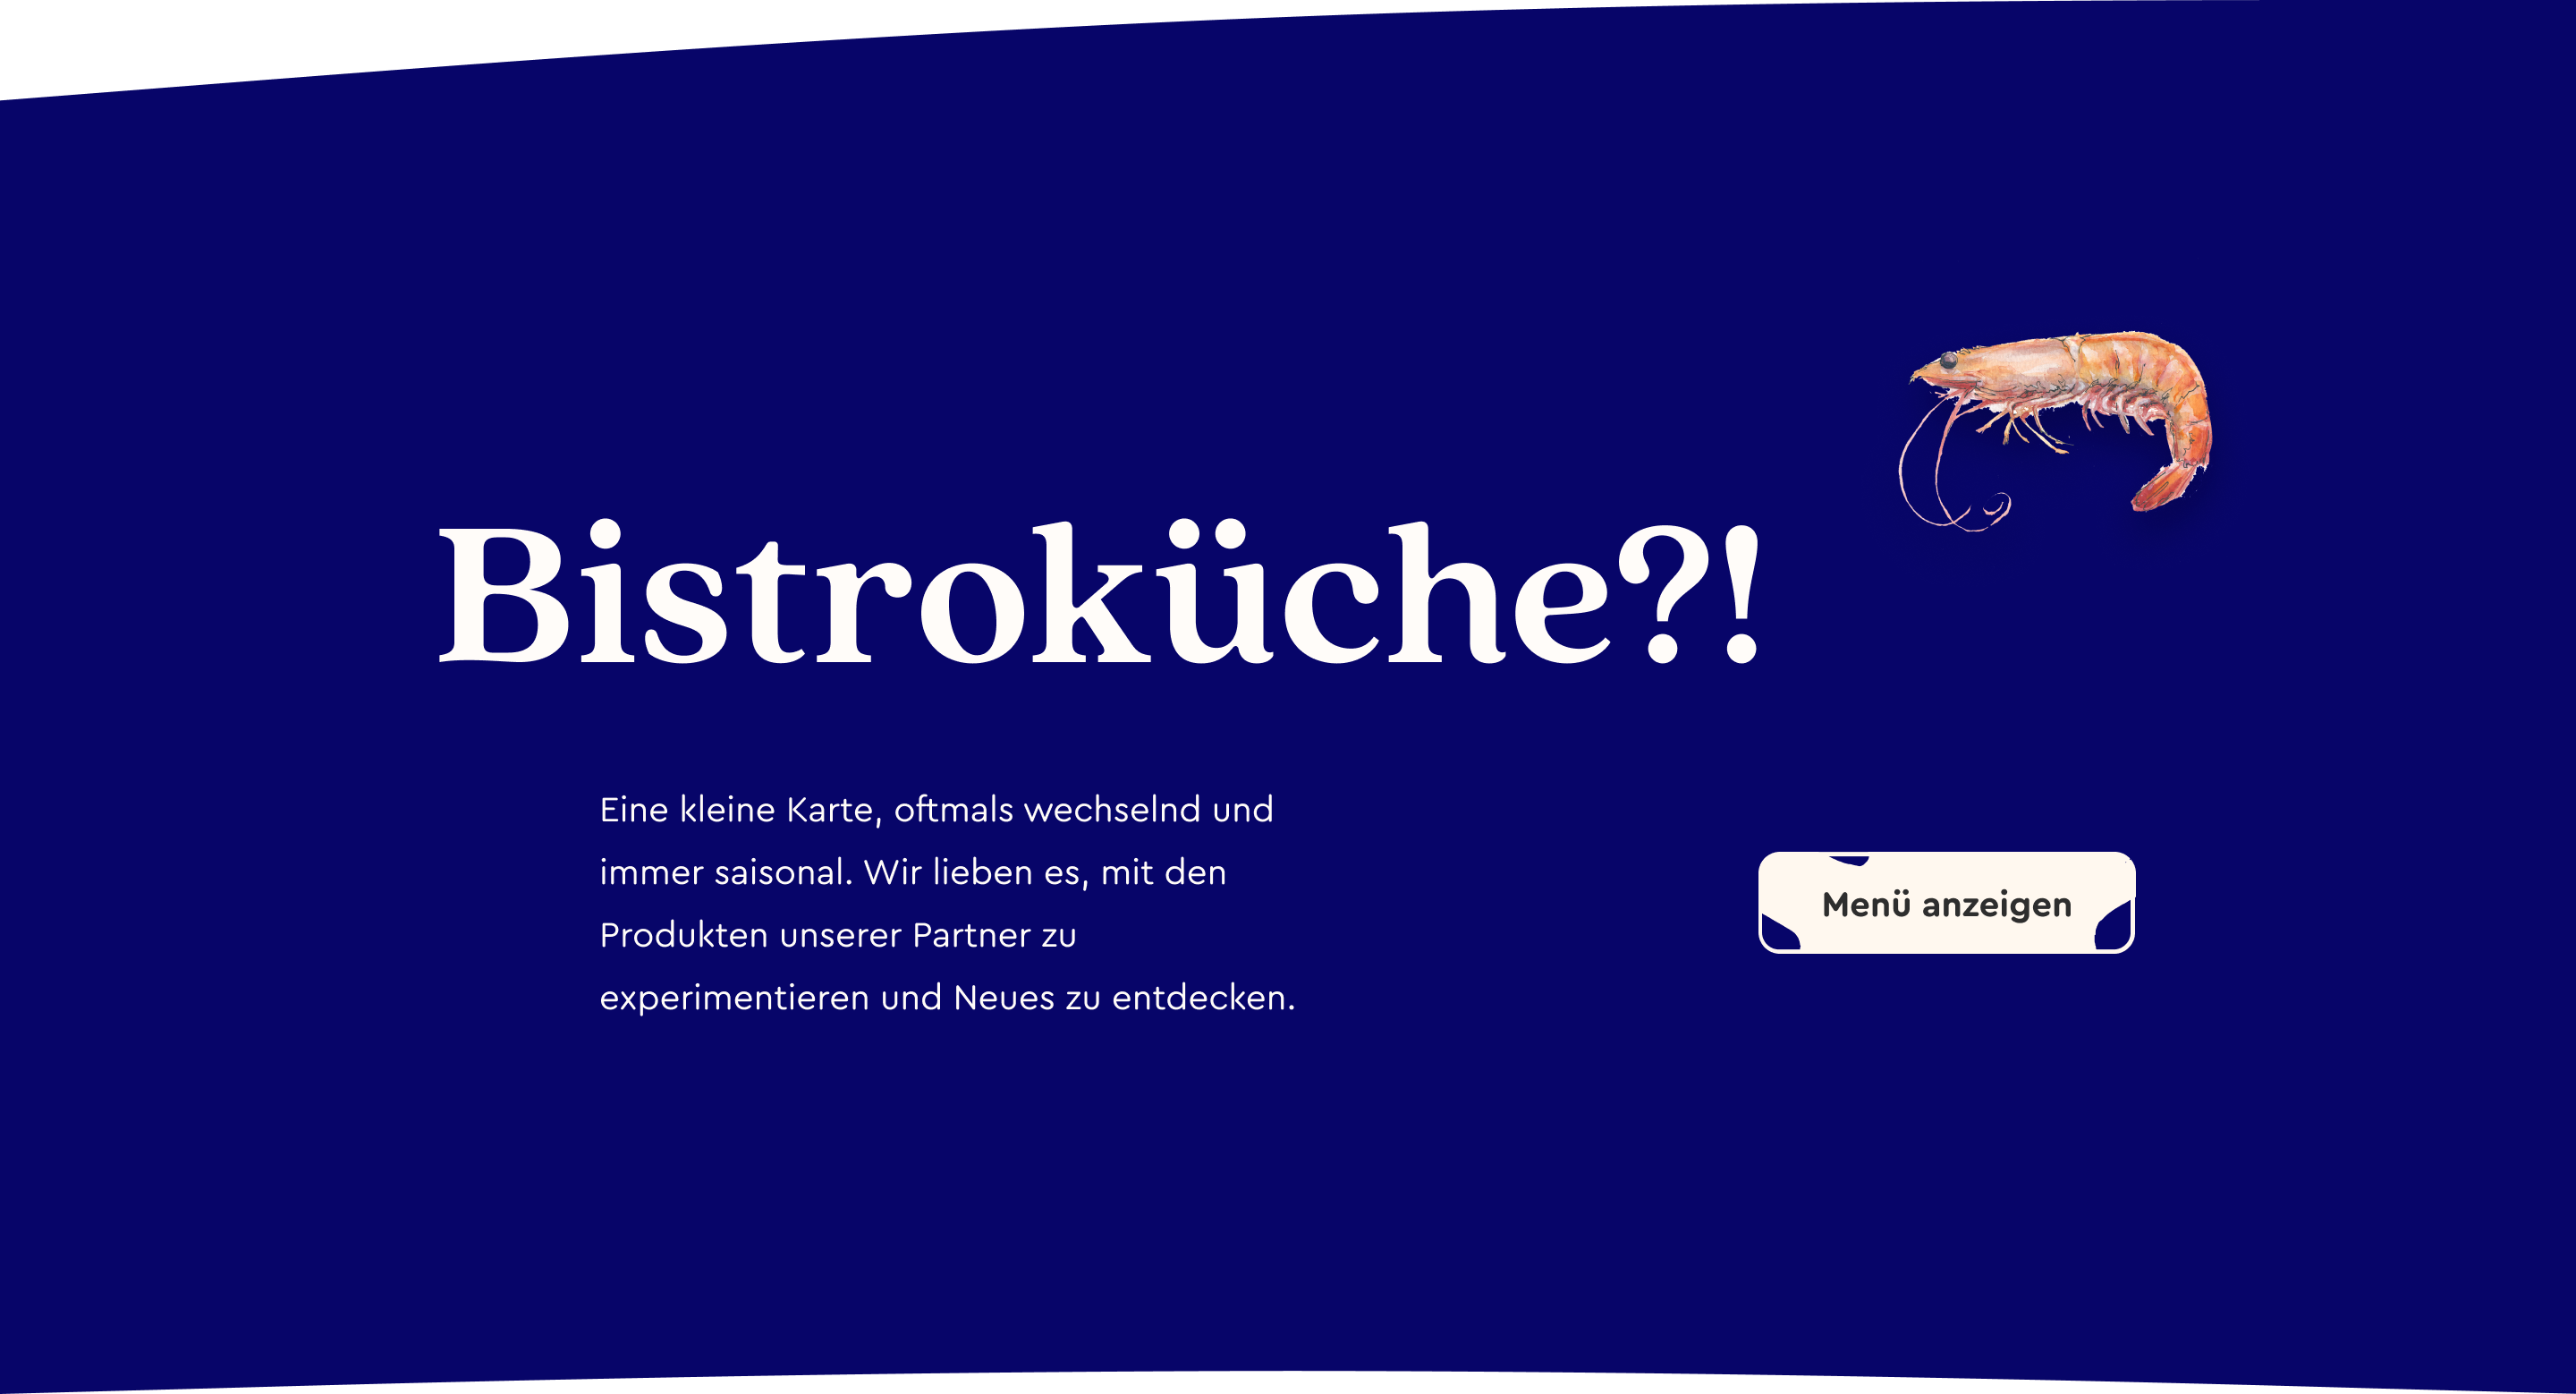 Bistroküche?!
Eine kleine Karte, oftmals wechselnd und
immer saisonal. Wir lieben es, mit den
Produkten unserer Partner zu
experimentieren und Neues zu entdecken.
Menü anzeigen